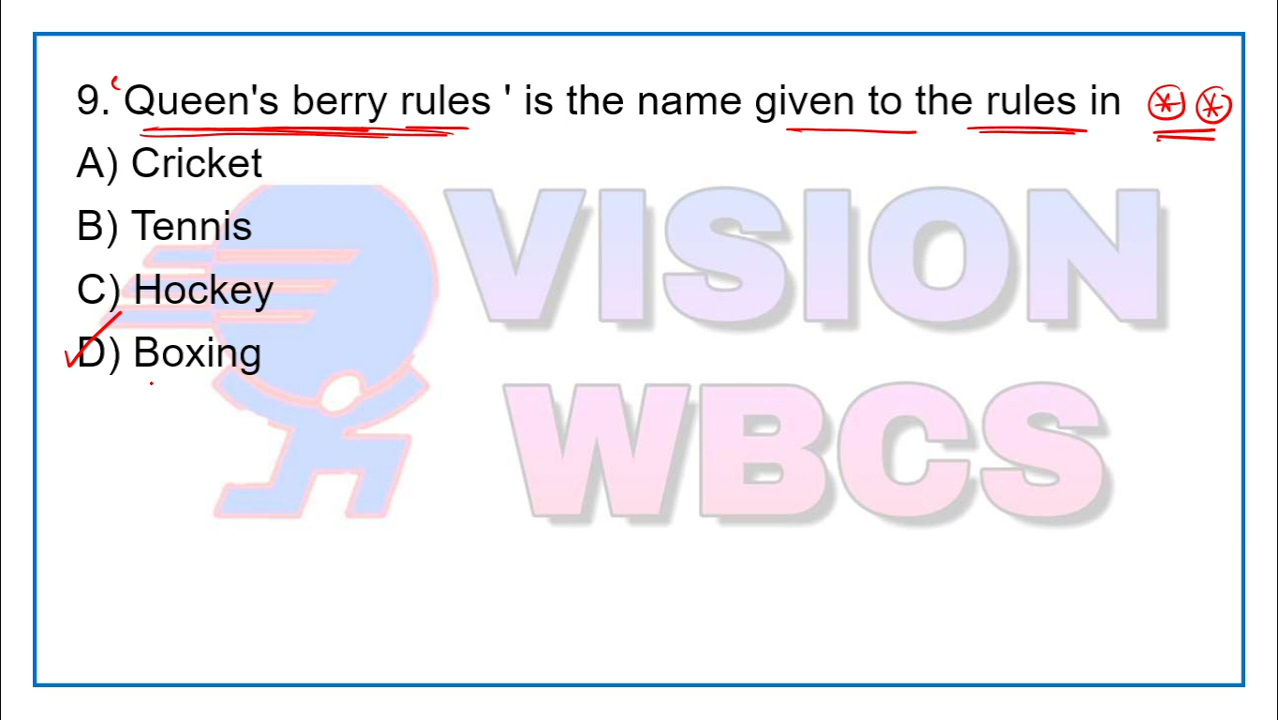 9. 'Queen's berry rules ' is the name given to the rules in
A) Cricket
B) Tennis
C) Hockey
D) Boxing
VISION
WBCS